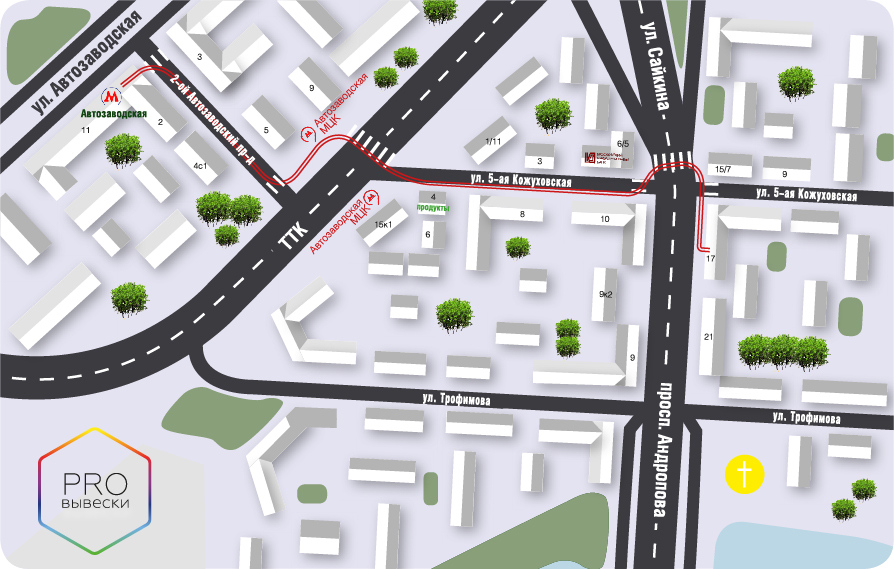 ул. Автозаводская
Автозаводская
2-ой Автозаводский пр-д
3
9
5
2
11
4с1
Автозаводская
МЦК
Автозаводская
МЦК
ТТК
ул. Сайкина
1/11
3
6/5
15/7
9
ул. 5-ая Кожуховская
ул. 5-ая Кожуховская
4
продукты
6
15к1
8
10
17
9к2
21
9
ул. Трофимова
ул. Трофимова
просп. Андропова
PRO
ВЫВЕСКИ